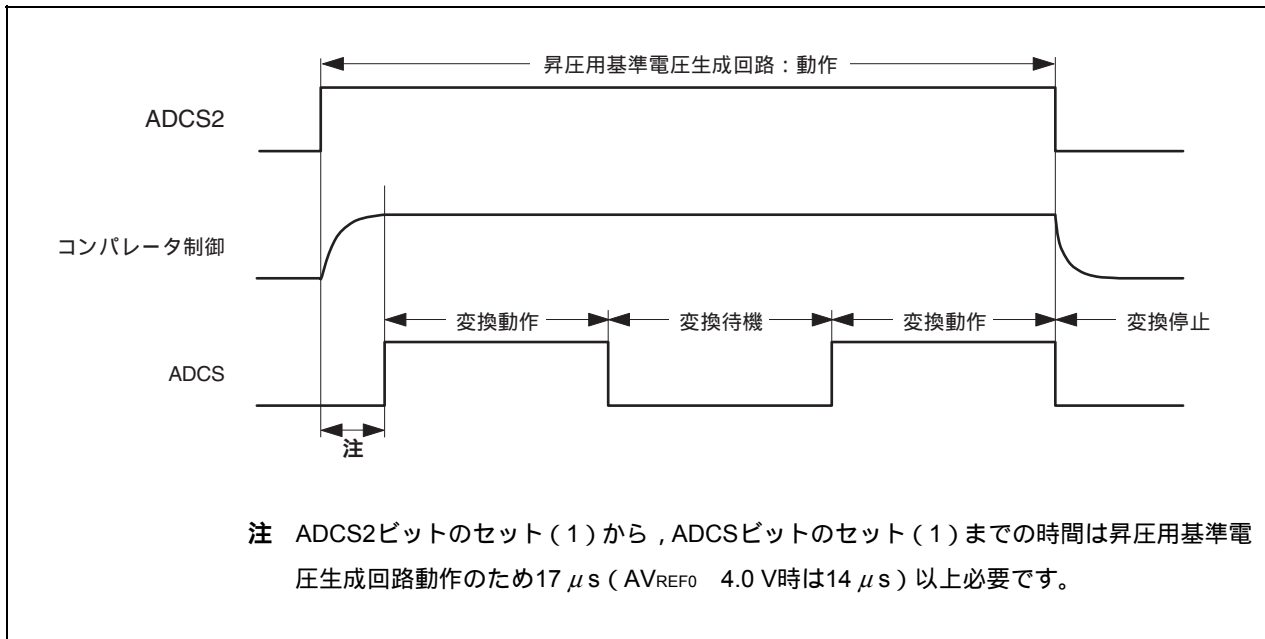 昇圧用基準電圧生成回路：動作
ADCS2
コンパレータ制御
変換動作
変換待機
変換動作
変換停止
ADCS
注
注 ADCS2ビットのセット（1）から，ADCSビットのセット（1）までの時間は昇圧用基準電
圧生成回路動作のため17 μs（AVREF0 4.0 V時は14 μs）以上必要です。